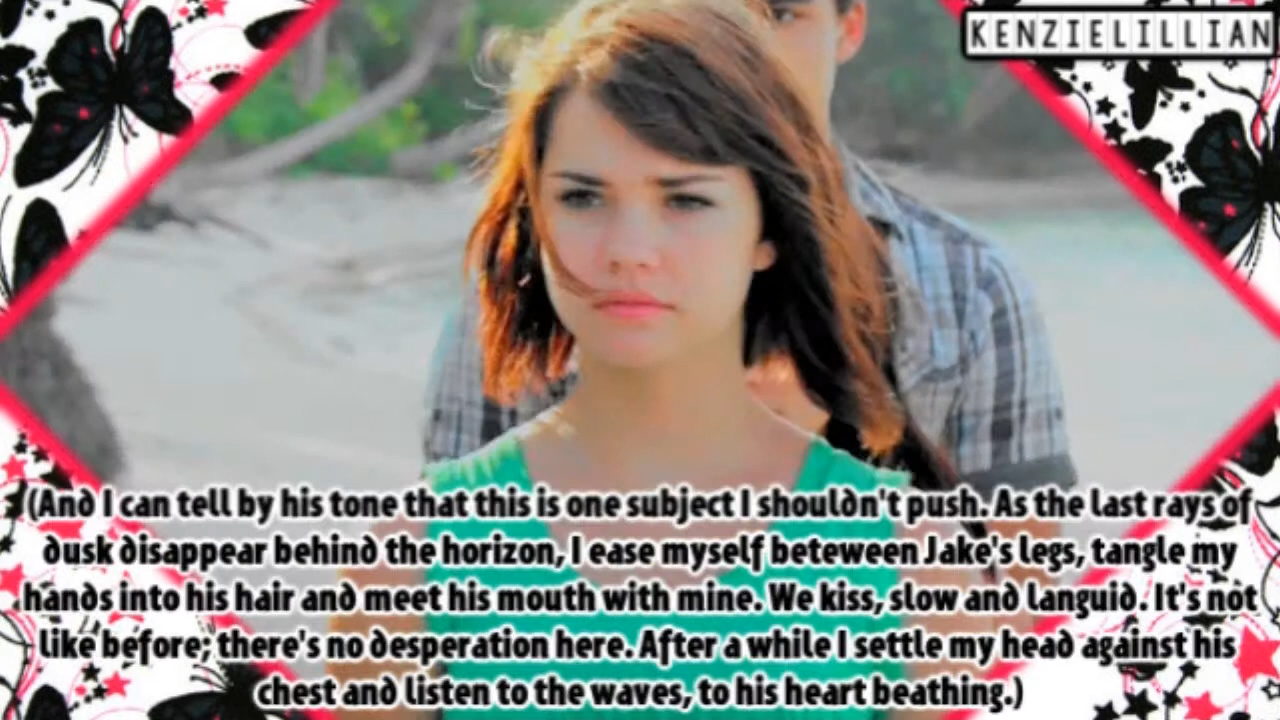 KENZIELILLIAN
(And I can tell by his tone that this is one subject I shouldn't push. As the last rays of
dusk disappear behind the horizon, I ease myself beteween Jake's legs, tangle my
hands into his hair and meet his mouth with mine. We kiss, slow and languid. It's not
like before; there's no desperation here. After a while I settle my head against his
chest and listen to the waves, to his heart beathing.)